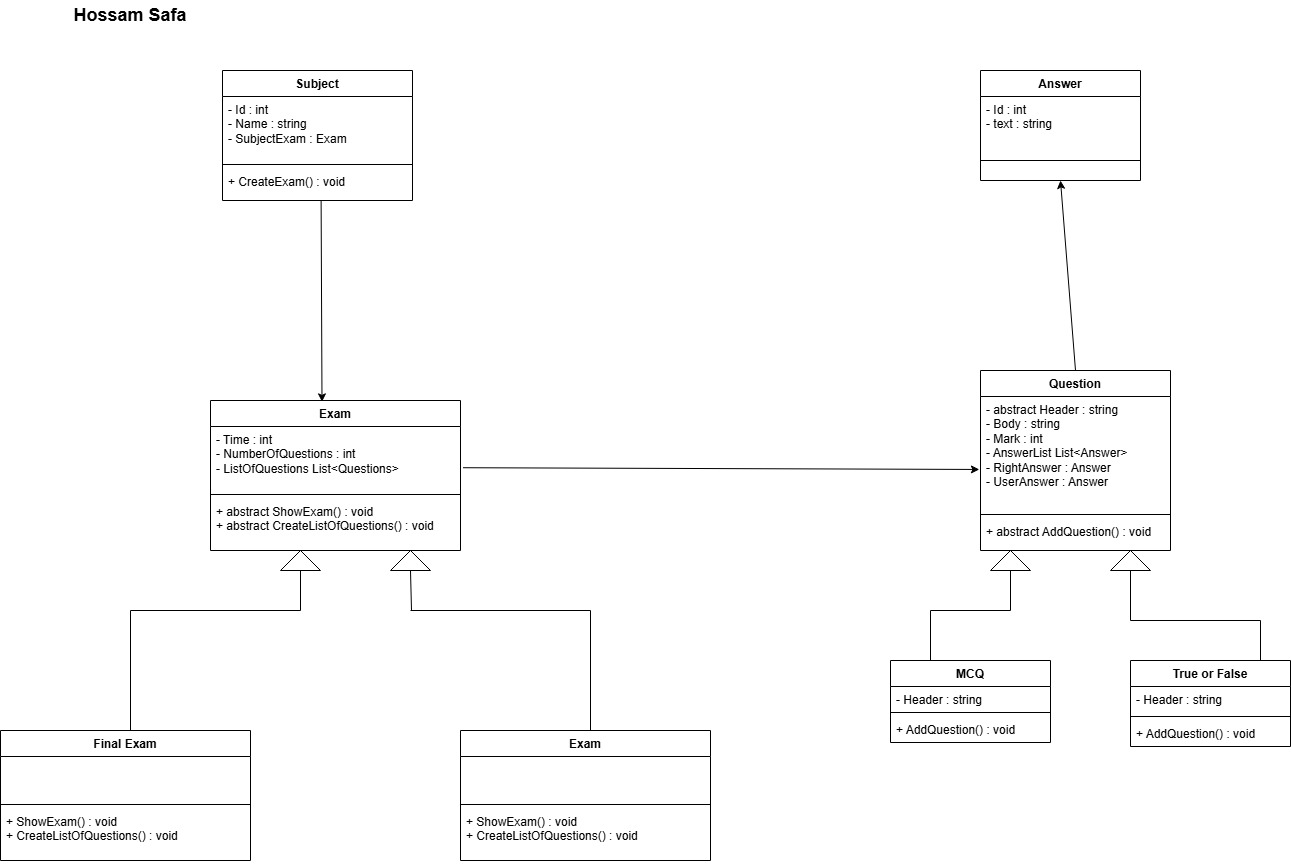 Hossam Safa
Subject
- Id : int
- Name : string
- SubjectExam : Exam
+ CreateExam() : void
Answer
- Id : int
- text : string
Exam
- Time : int
- NumberOfQuestions : int
- ListOfQuestions List<Questions>
+ abstract ShowExam() : void
+ abstract CreateListOfQuestions() : void
Question
- abstract Header : string
- Body : string
- Mark : int
- AnswerList List<Answer>
- RightAnswer : Answer
- UserAnswer : Answer
+ abstract AddQuestion() : void
MCQ
- Header : string
+ AddQuestion() : void
True or False
- Header : string
+ AddQuestion() : void
Final Exam
+ ShowExam() : void
+ CreateListOfQuestions() : void
Exam
+ ShowExam() : void
+ CreateListOfQuestions() : void